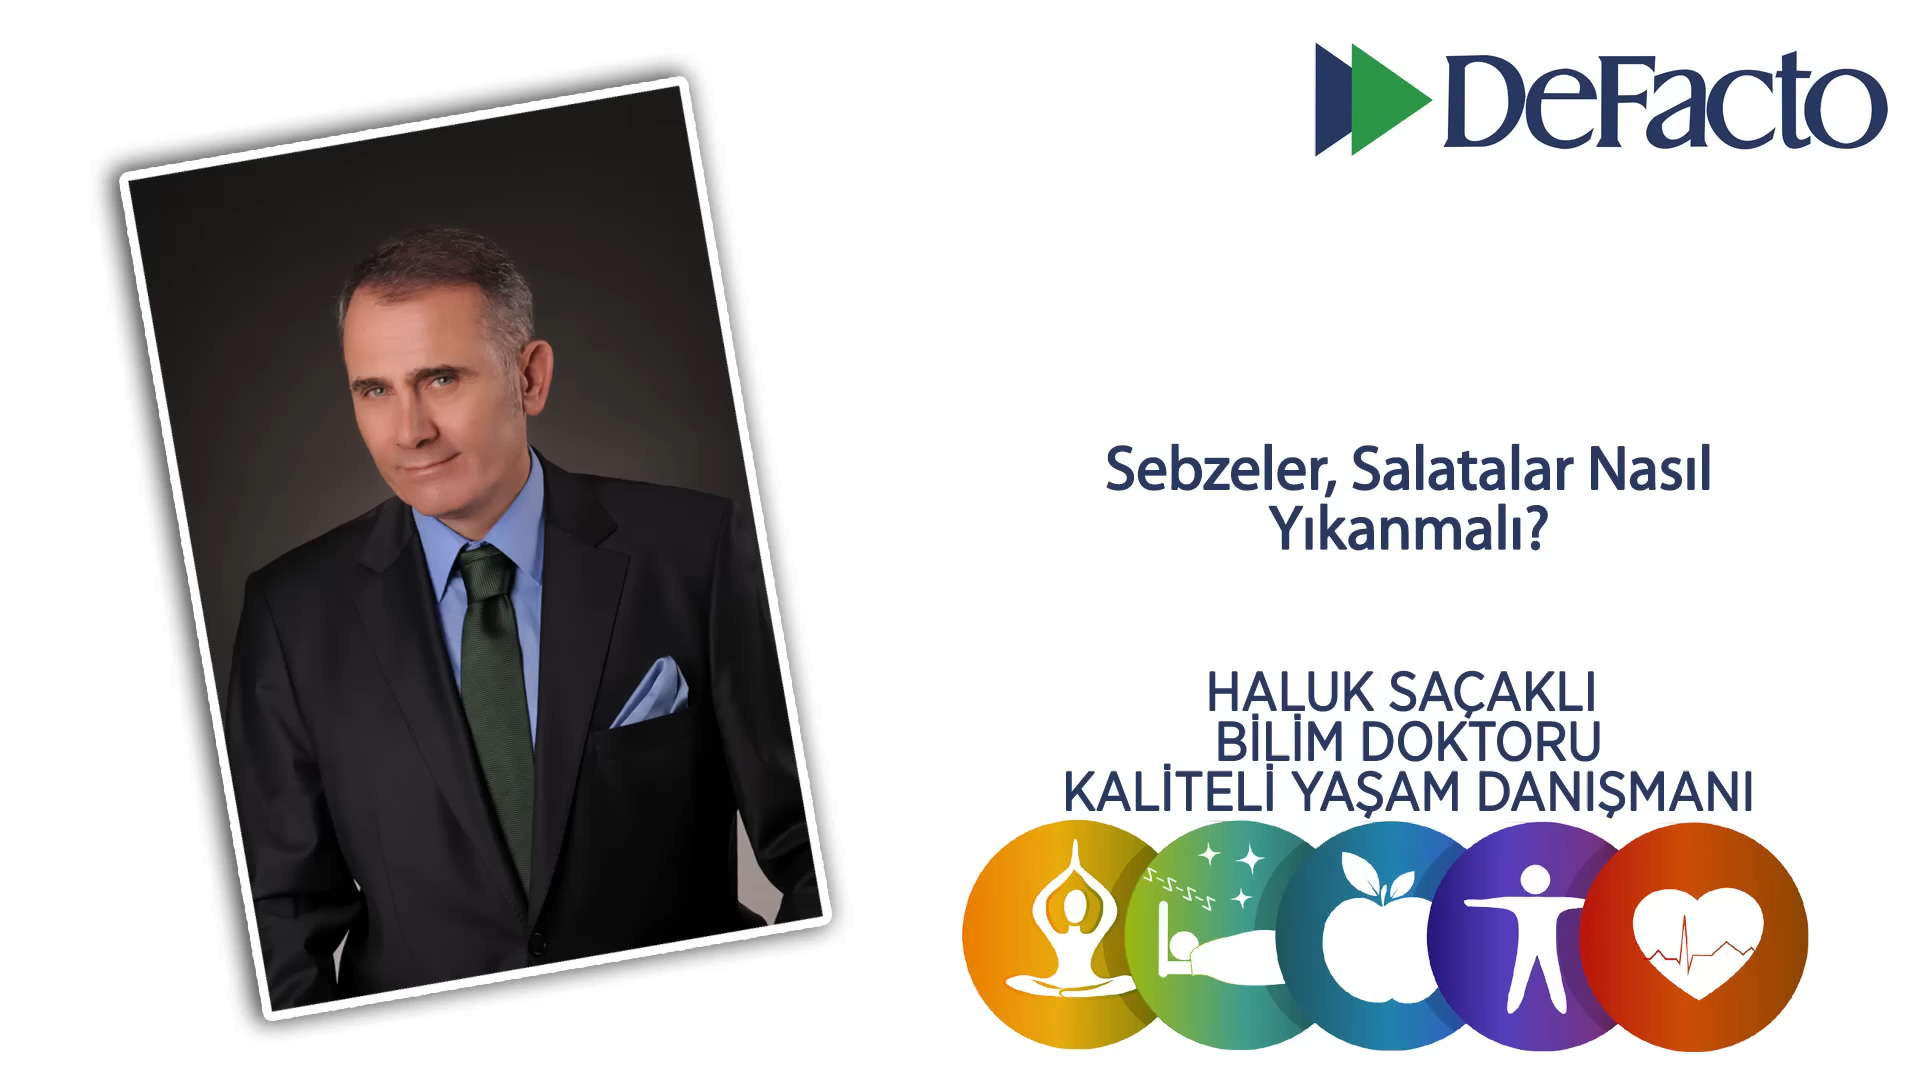 DeFacto
Sebzeler, Salatalar Nasıl
Yıkanmalı?
HALUK SAÇAKLI
BİLİM DOKTORU
KALİTELİ YAŞAM DANIŞMANI